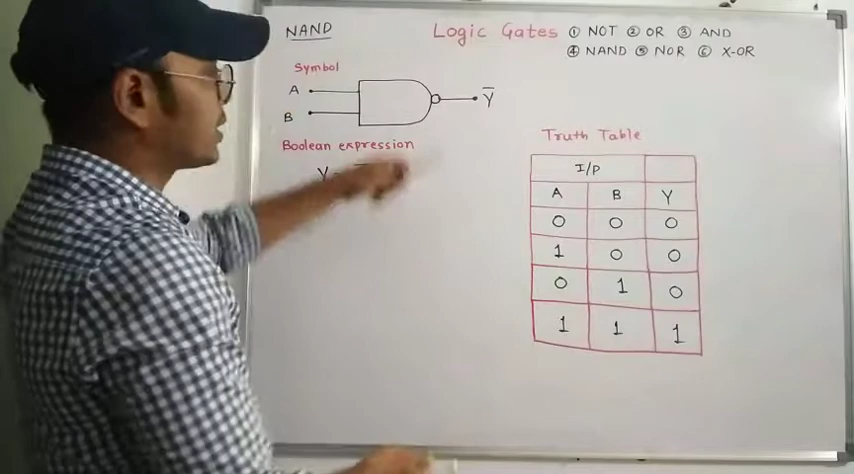 NAND
Logic Gates ① NOT ② OR ③ AND
④ NAND ⑤ NOR ⑥ X-OR
Symbol
A
B
Y̅
Boolean expression
Y =
Truth Table
I/P
A B Y
0 0 0
1 0 0
0 1 0
1 1 1